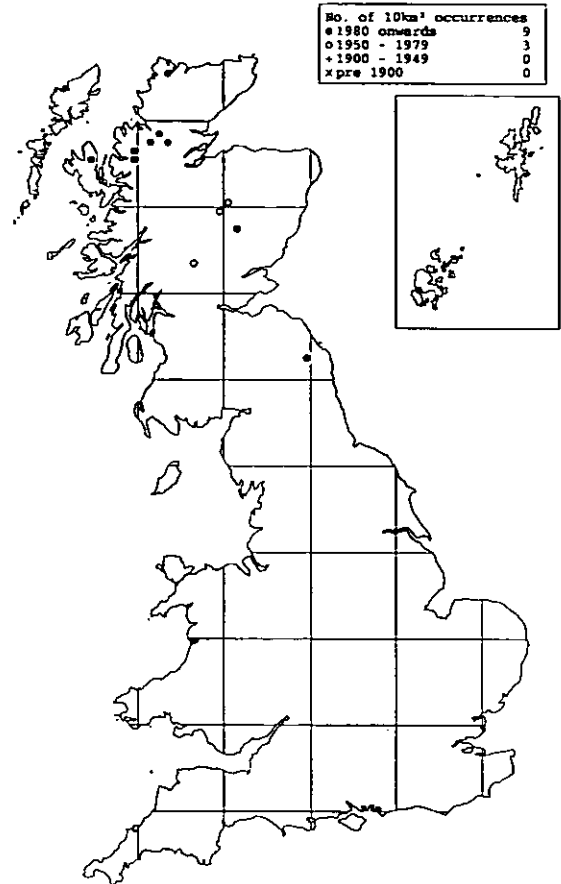 No. of 10km² occurrences
● 1980 onwards 9
○ 1950 - 1979 3
+ 1900 - 1949 0
x pre 1900 0